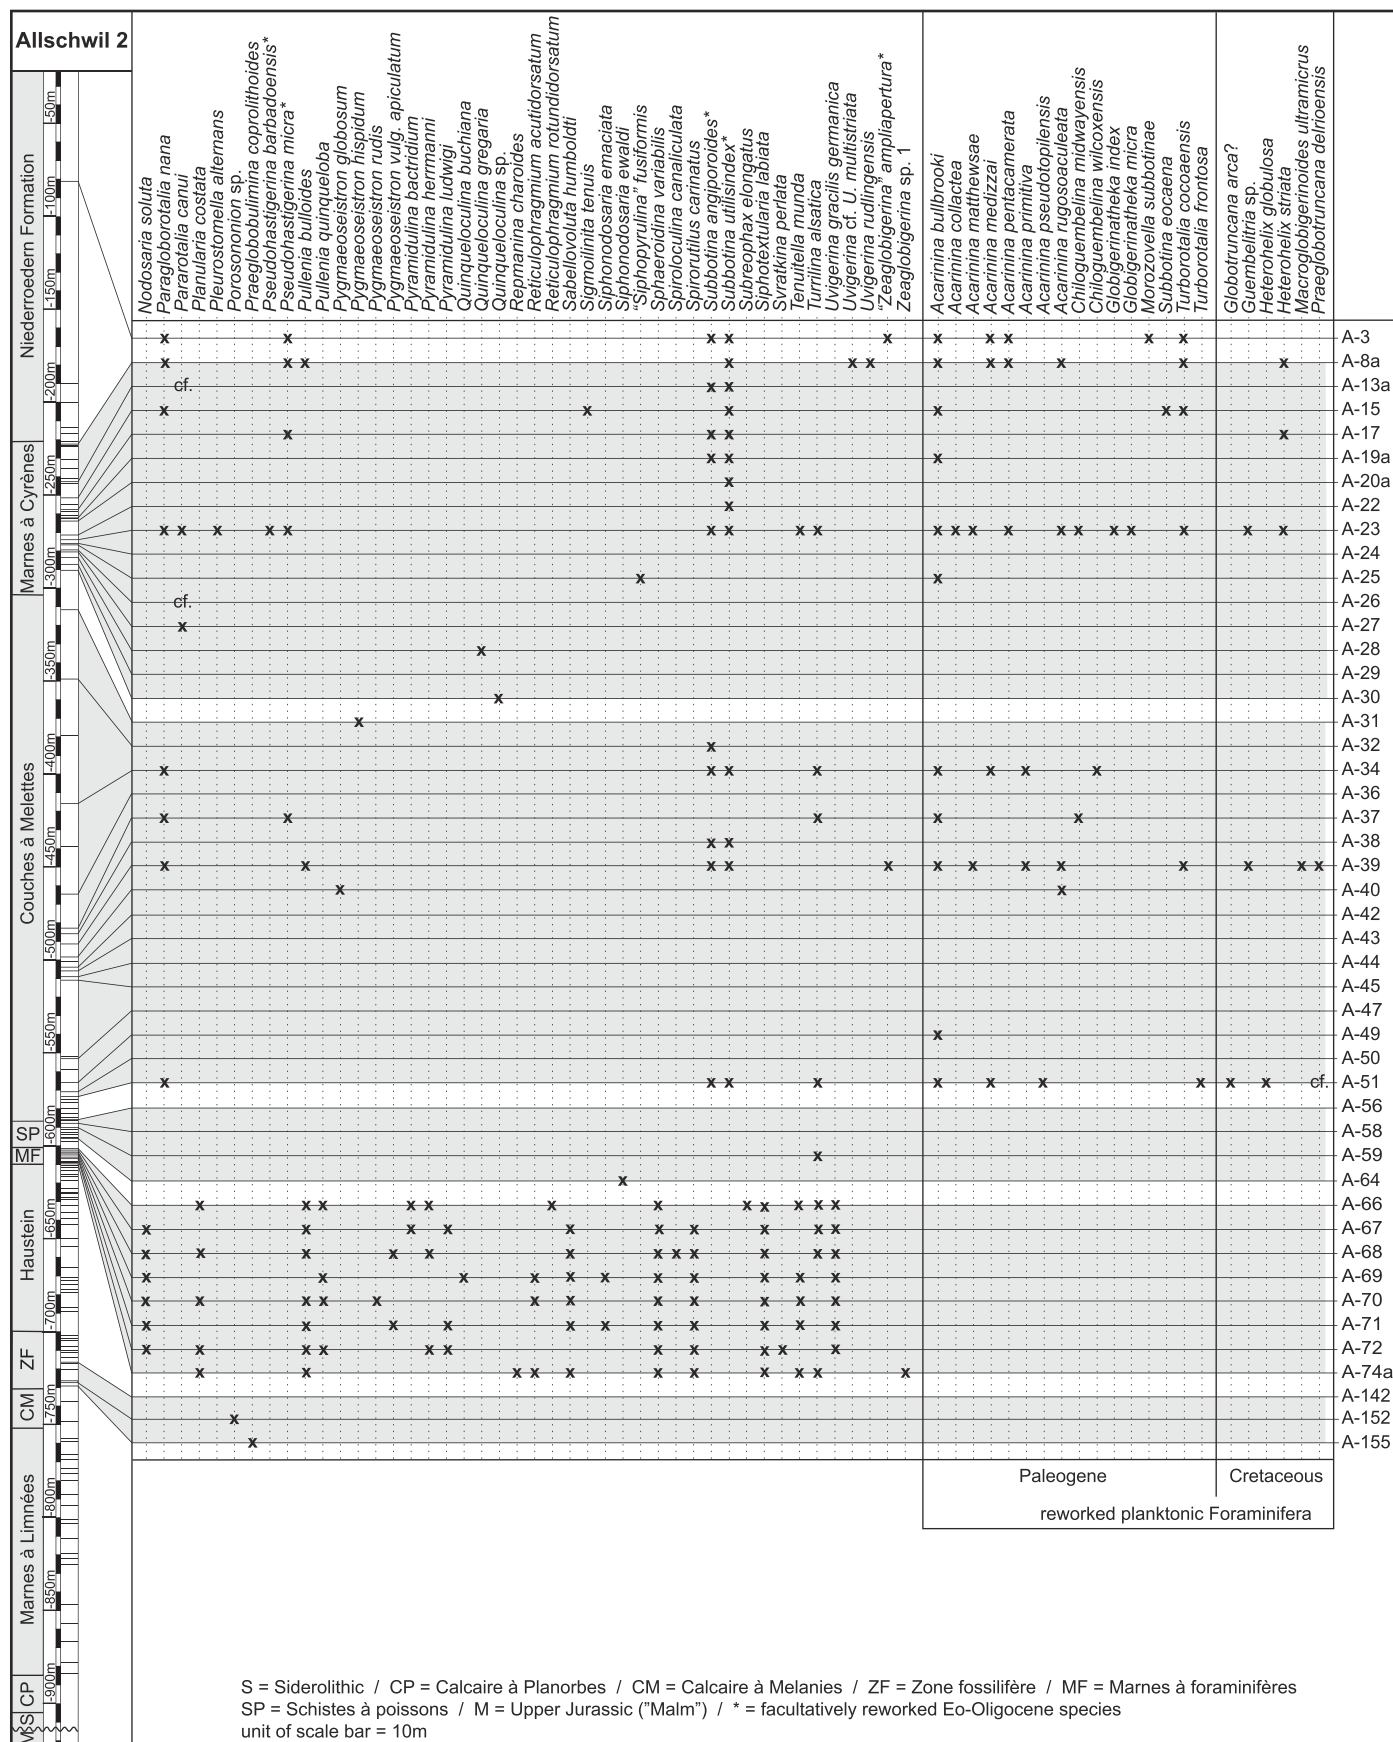 Allschwil 2
Nodosaria soluta
Paragloborotalia nana
Pararotalia canui
Planularia costata
Pleurostomella alternans
Porosononion sp.
Praeglobobulimina coprolithoides
Pseudohastigerina barbadoensis*
Pseudohastigerina micra*
Pullenia bulloides
Pullenia quinqueloba
Pygmaeoseistron globosum
Pygmaeoseistron hispidum
Pygmaeoseistron rudis
Pygmaeoseistron vulg. apiculatum
Pyramidulina bactridium
Pyramidulina hermanni
Pyramidulina ludwigi
Quinqueloculina buchiana
Quinqueloculina gregaria
Quinqueloculina sp.
Repmanina charoides
Reticulophragmium acutidorsatum
Reticulophragmium rotundidorsatum
Sabellovoluta humboldti
Sigmoilinita tenuis
Siphonodosaria emaciata
Siphonodosaria ewaldi
“Siphopyrulina” fusiformis
Sphaeroidina variabilis
Spiroloculina canaliculata
Spirorutilus carinatus
Subbotina angiporoides*
Subbotina utilisindex*
Subreophax elongatus
Siphotextularia labiata
Svratkina perlata
Tenuitella munda
Turrilina alsatica
Uvigerina gracilis germanica
Uvigerina cf. U. multistriata
Uvigerina rudlingensis
“Zeaglobigerina” ampliapertura*
Zeaglobigerina sp. 1
Acarinina bullbrooki
Acarinina collactea
Acarinina matthewsae
Acarinina medizzai
Acarinina pentacamerata
Acarinina primitiva
Acarinina pseudotopilensis
Acarinina rugosoaculeata
Chiloguembelina midwayensis
Chiloguembelina wilcoxensis
Globigerinatheka index
Globigerinatheka micra
Morozovella subbotinae
Subbotina eocaena
Turborotalia cocoaensis
Turborotalia frontosa
Globotruncana arca?
Guembelitria sp.
Heterohelix globulosa
Heterohelix striata
Macroglobigerinoides ultramicrus
Praeglobotruncana delrioensis
Niederroedern Formation
Marnes à Cyrènes
Couches à Melettes
SP
MF
Haustein
ZF
CM
Marnes à Limnées
CP
S
M
-50m
-100m
-150m
-200m
-250m
-300m
-350m
-400m
-450m
-500m
-550m
-600m
-650m
-700m
-750m
-800m
-850m
-900m
x x x x x x x x x x A-3
x x x x x x x x x x x x A-8a
cf. x x A-13a
x x x x x x A-15
x x x x A-17
x x x A-19a
x A-20a
x A-22
x x x x x x x x x x x x x x x x x x x x x A-23
A-24
x x A-25
cf. A-26
x A-27
x A-28
A-29
x A-30
x A-31
x A-32
x x x x x x x x A-34
A-36
x x x x x A-37
x x A-38
x x x x x x x x x x x x x A-39
x x A-40
A-42
A-43
A-44
A-45
A-47
x A-49
A-50
x x x x x x x x x x cf. A-51
A-56
A-58
x A-59
x A-64
x x x x x x x x x x x x A-66
x x x x x x x x x x A-67
x x x x x x x x x x x x A-68
x x x x x x x x x x x A-69
x x x x x x x x x x x x A-70
x x x x x x x x x x x A-71
x x x x x x x x x x x A-72
x x x x x x x x x x x A-74a
A-142
x A-152
x A-155
Paleogene
Cretaceous
reworked planktonic Foraminifera
S = Siderolithic / CP = Calcaire à Planorbes / CM = Calcaire à Melanies / ZF = Zone fossilifère / MF = Marnes à foraminifères
SP = Schistes à poissons / M = Upper Jurassic (”Malm”) / * = facultatively reworked Eo-Oligocene species
unit of scale bar = 10m